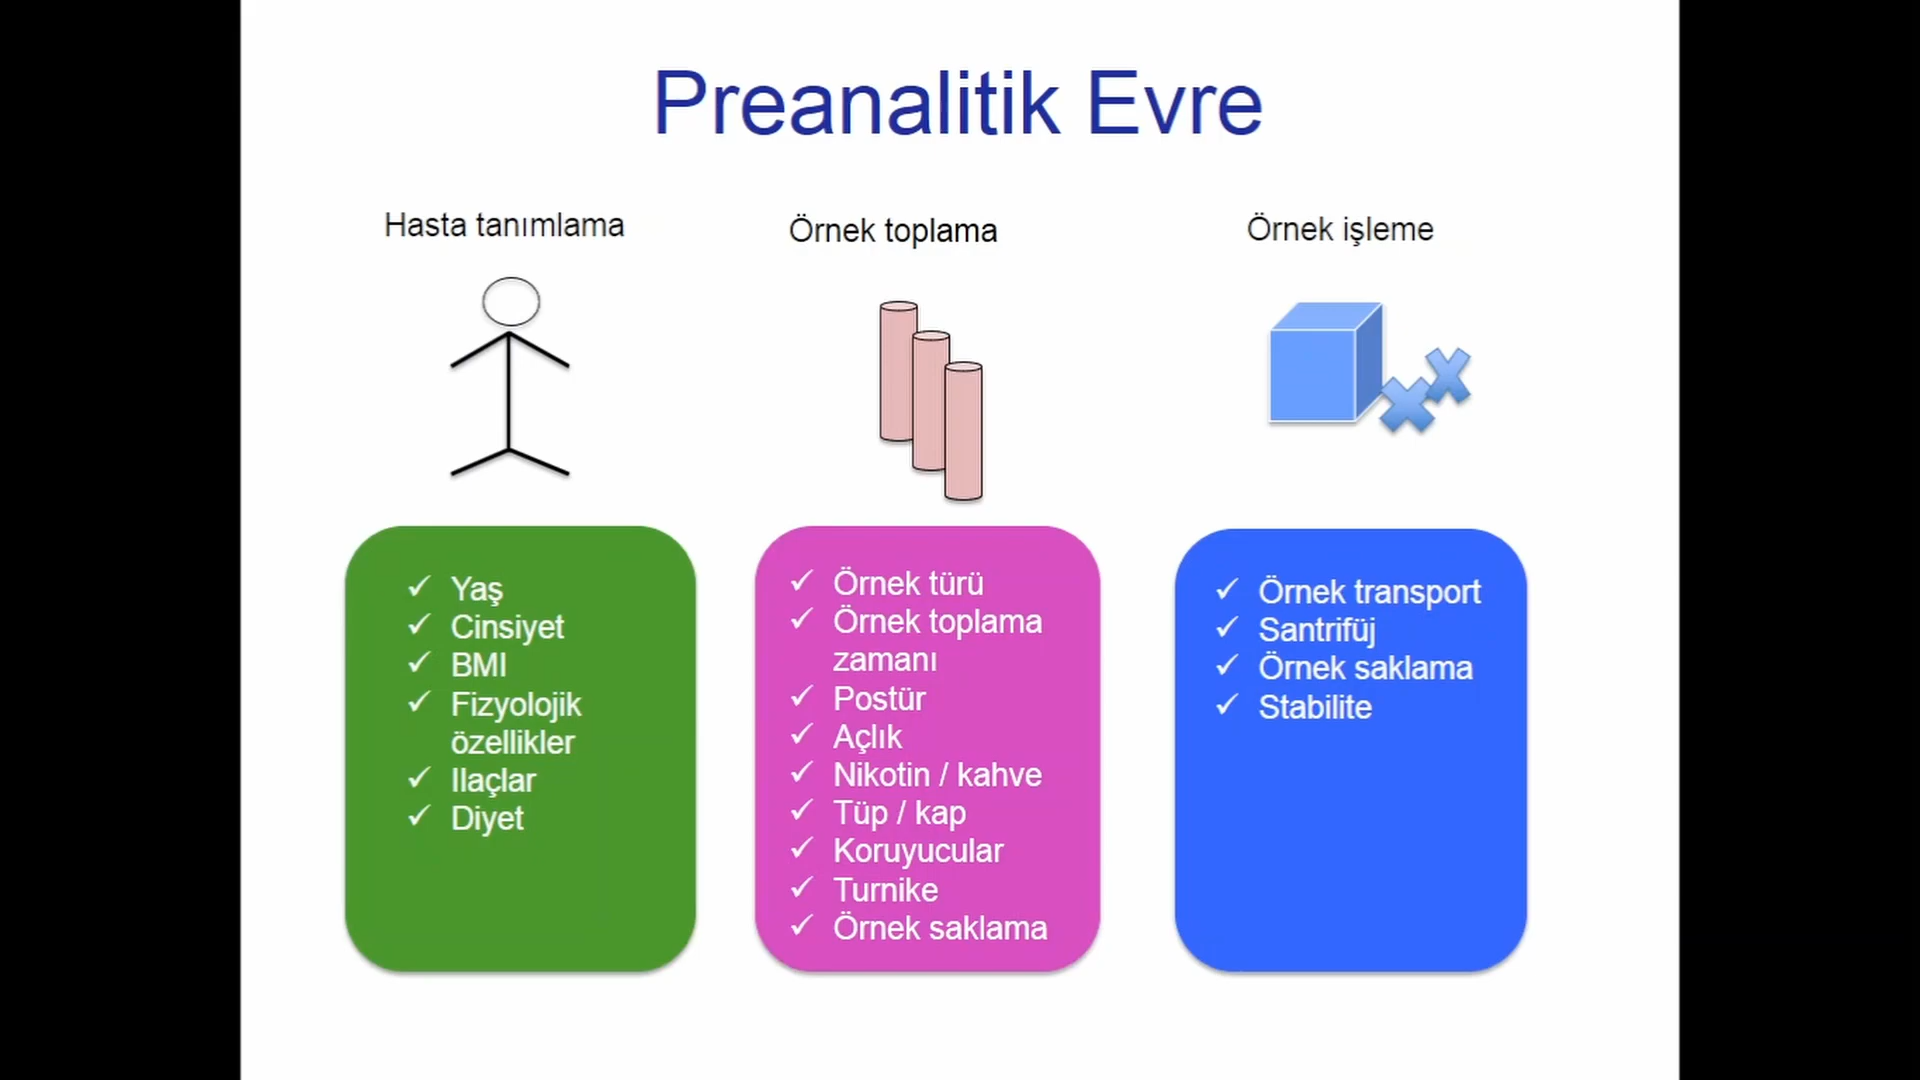 Preanalitik Evre
Hasta tanımlama
Örnek toplama
Örnek işleme
✓ Yaş
✓ Cinsiyet
✓ BMI
✓ Fizyolojik
özellikler
✓ Ilaçlar
✓ Diyet
✓ Örnek türü
✓ Örnek toplama
zamanı
✓ Postür
✓ Açlık
✓ Nikotin / kahve
✓ Tüp / kap
✓ Koruyucular
✓ Turnike
✓ Örnek saklama
✓ Örnek transport
✓ Santrifüj
✓ Örnek saklama
✓ Stabilite